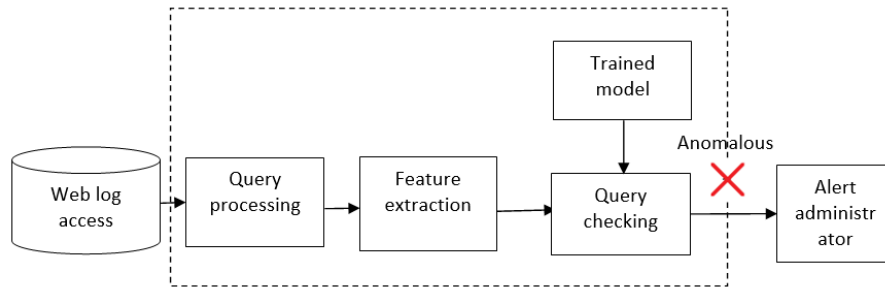 Trained
model
Anomalous
Web log
access
Query
processing
Feature
extraction
Query
checking
Alert
administr
ator